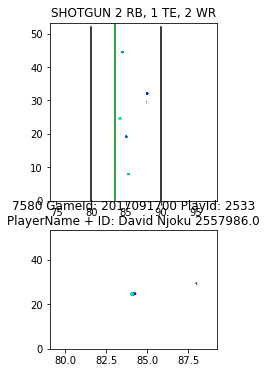 SHOTGUN 2 RB, 1 TE, 2 WR
50
40
30
20
10
0
75 80 85 90 95
7580 GameId: 2017091700 PlayId: 2533
PlayerName + ID: David Njoku 2557986.0
40
20
0
80.0 82.5 85.0 87.5